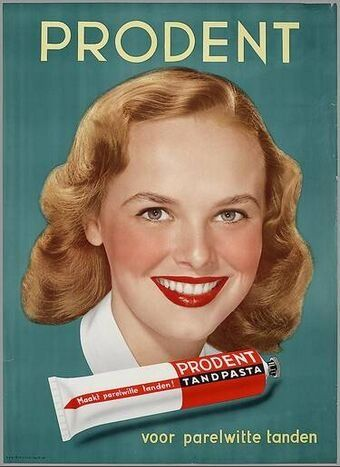 PRODENT
Maakt parelwitte tanden!
PRODENT
TANDPASTA
voor parelwitte tanden